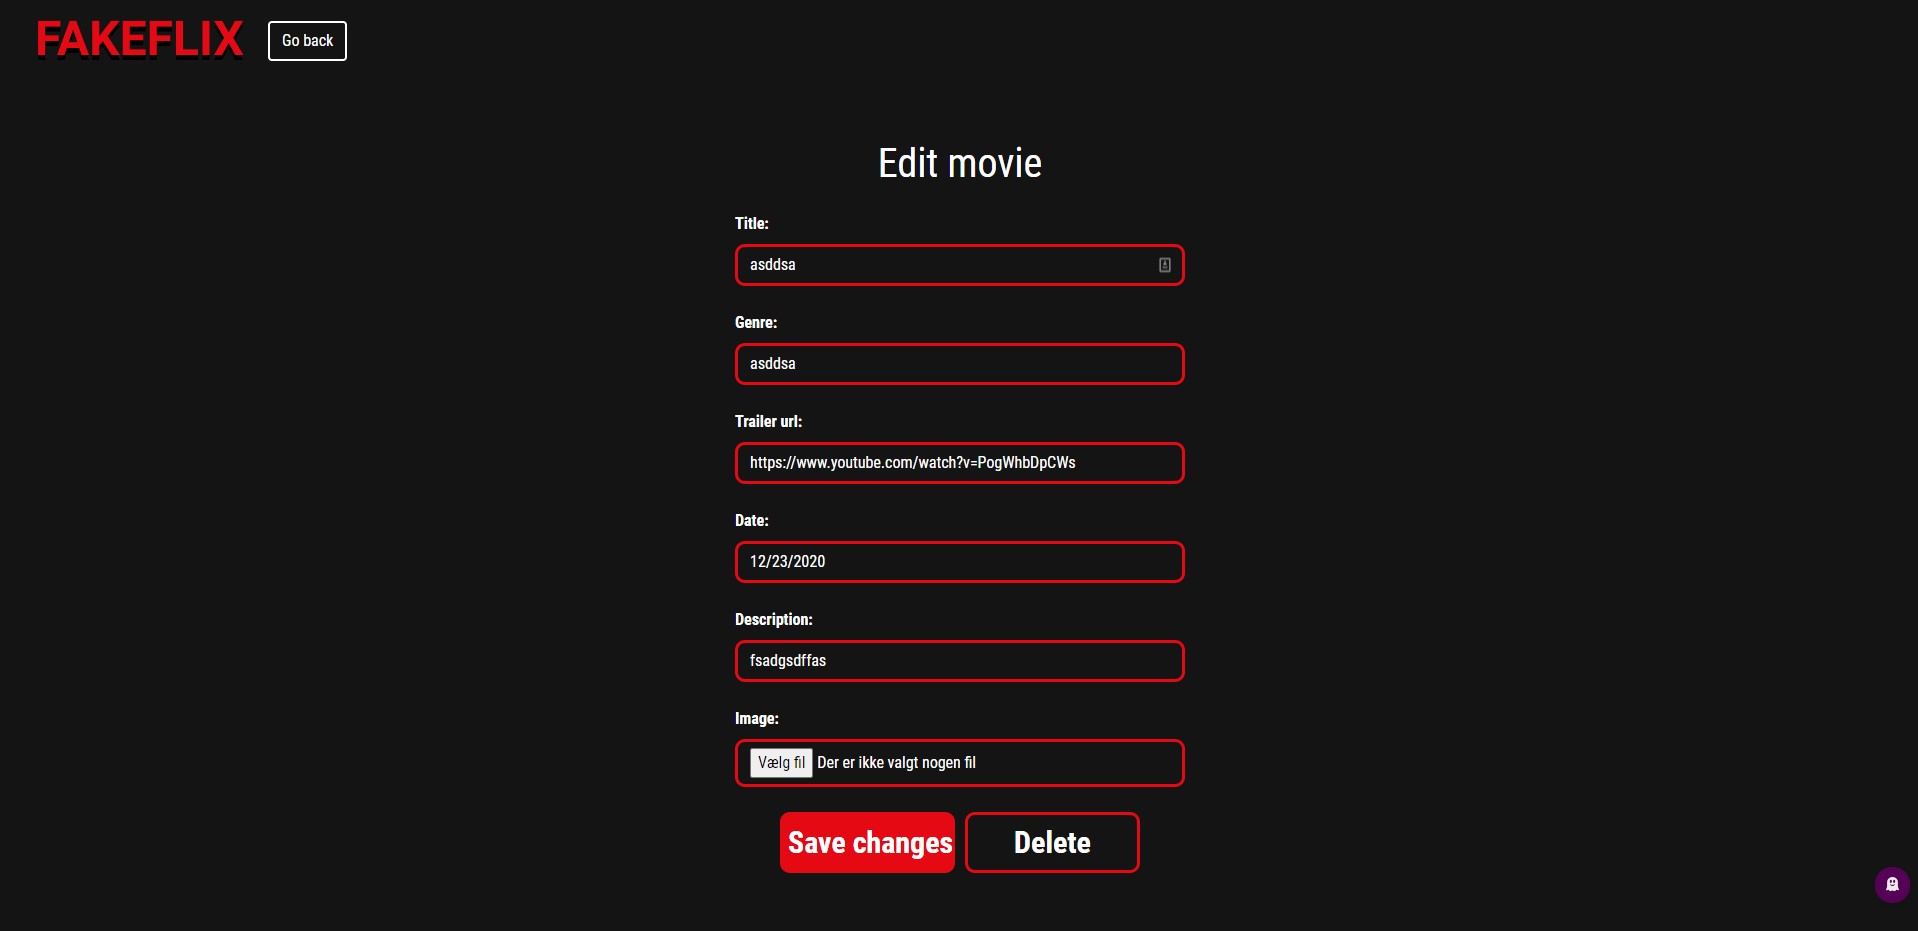 FAKEFLIX
Go back
Edit movie
Title:
asddsa
Genre:
asddsa
Trailer url:
https://www.youtube.com/watch?v=PogWhbDpCWs
Date:
12/23/2020
Description:
fsadgsdffas
Image:
Vælg fil Der er ikke valgt nogen fil
Save changes Delete